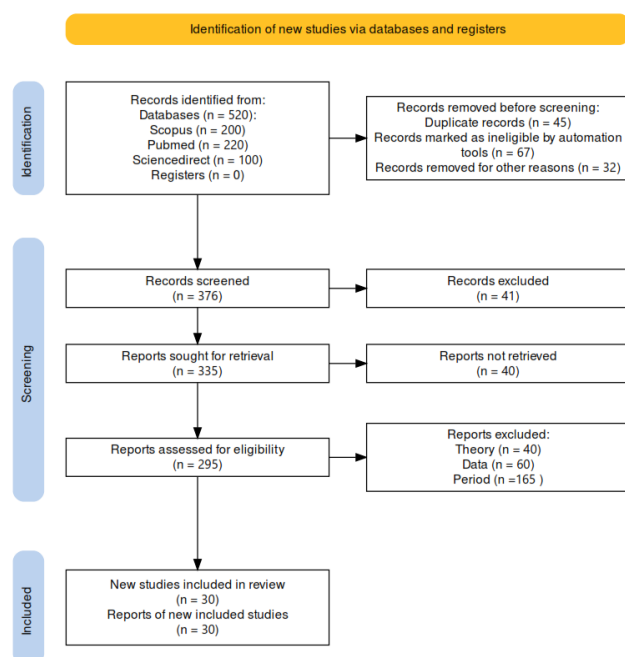 Identification of new studies via databases and registers
Identification
Records identified from:
Databases (n = 520):
Scopus (n = 200)
Pubmed (n = 220)
Sciencedirect (n = 100)
Registers (n = 0)
Records removed before screening:
Duplicate records (n = 45)
Records marked as ineligible by automation
tools (n = 67)
Records removed for other reasons (n = 32)
Screening
Records screened
(n = 376)
Records excluded
(n = 41)
Reports sought for retrieval
(n = 335)
Reports not retrieved
(n = 40)
Reports assessed for eligibility
(n = 295)
Reports excluded:
Theory (n = 40)
Data (n = 60)
Period (n =165 )
Included
New studies included in review
(n = 30)
Reports of new included studies
(n = 30)